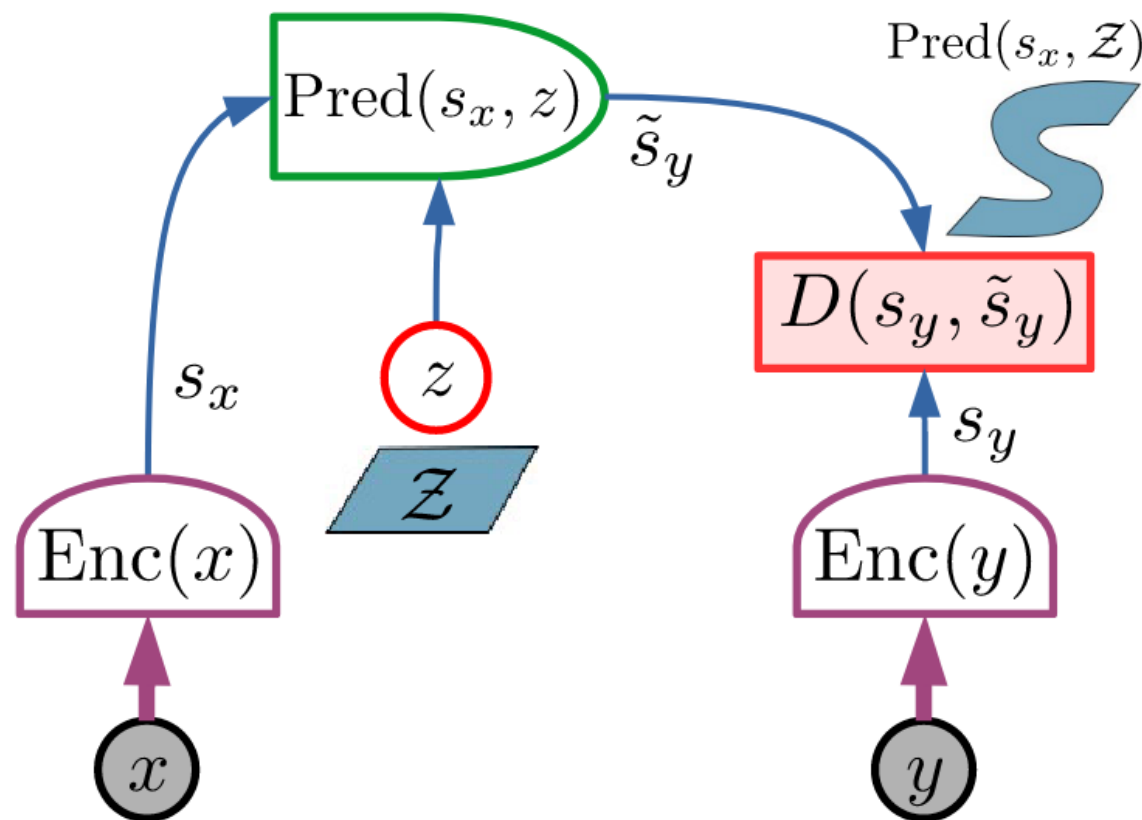 Pred(s_x, Z)
Pred(s_x, z)
s̃_y
D(s_y, s̃_y)
z
s_x
s_y
Z
Enc(x)
Enc(y)
x
y